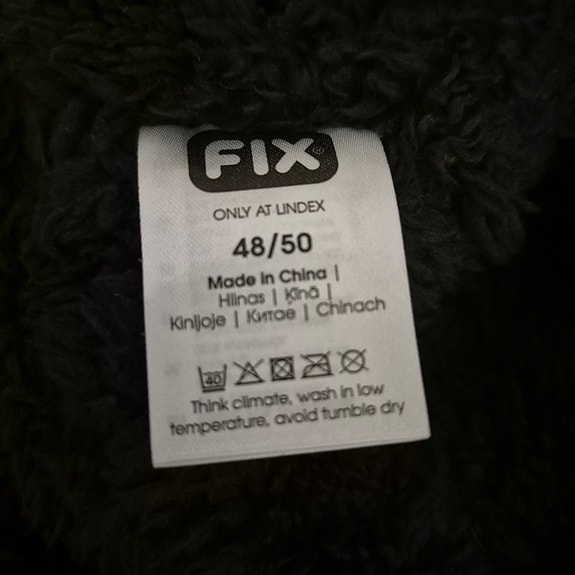 FIX®
ONLY AT LINDEX
48/50
Made in China |
Hiinas | Ķīnā |
Kinijoje | Китае | Chinach
40
Think climate, wash in low
temperature, avoid tumble dry